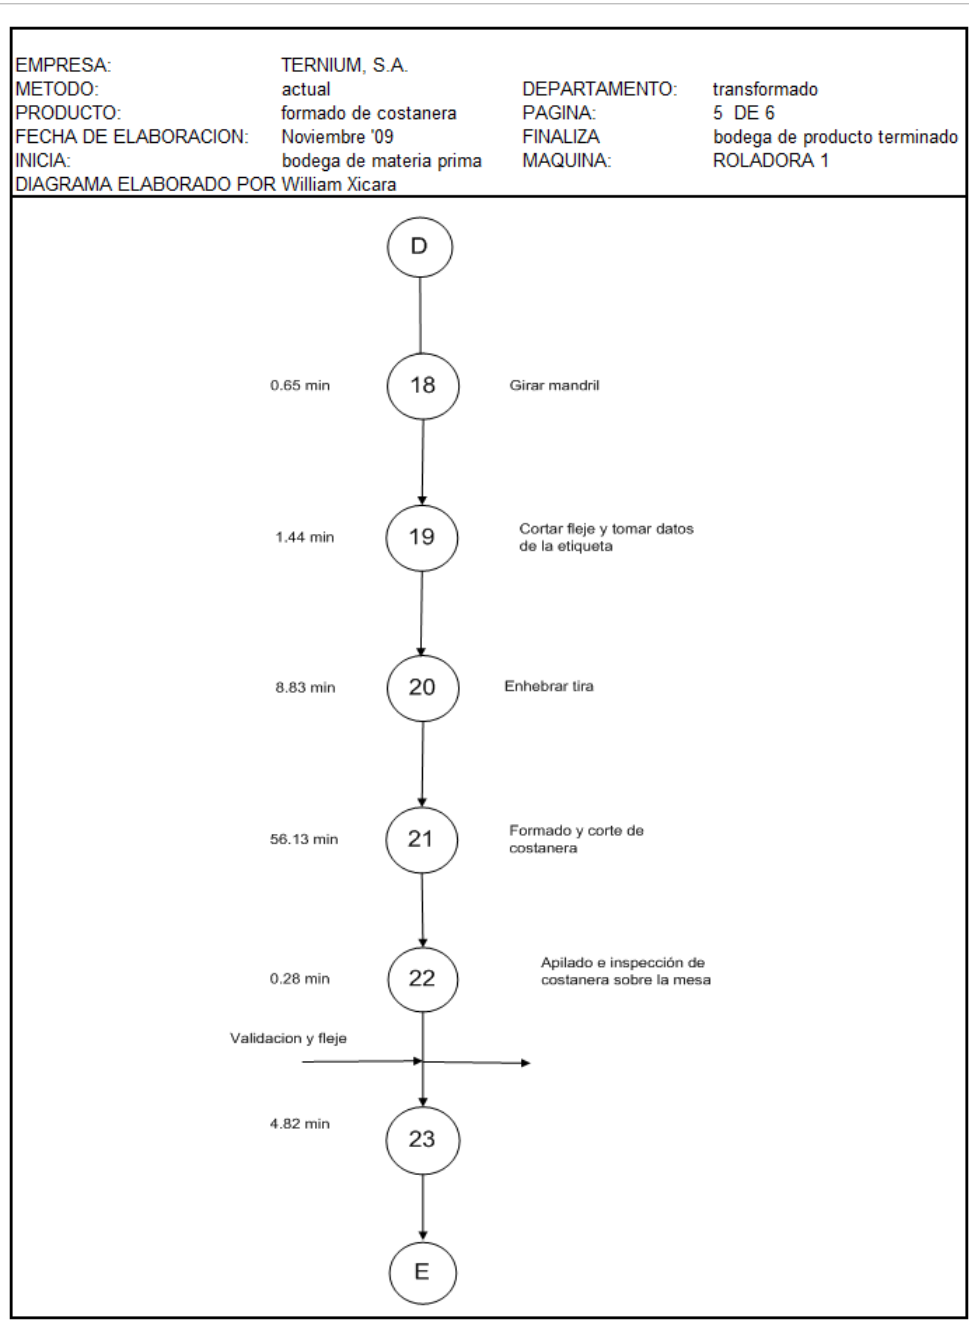 EMPRESA: TERNIUM, S.A.
METODO: actual DEPARTAMENTO: transformado
PRODUCTO: formado de costanera PAGINA: 5 DE 6
FECHA DE ELABORACION: Noviembre '09 FINALIZA bodega de producto terminado
INICIA: bodega de materia prima MAQUINA: ROLADORA 1
DIAGRAMA ELABORADO POR William Xicara
D
0.65 min 18 Girar mandril
1.44 min 19 Cortar fleje y tomar datos
de la etiqueta
8.83 min 20 Enhebrar tira
56.13 min 21 Formado y corte de
costanera
0.28 min 22 Apilado e inspección de
costanera sobre la mesa
Validacion y fleje
4.82 min 23
E